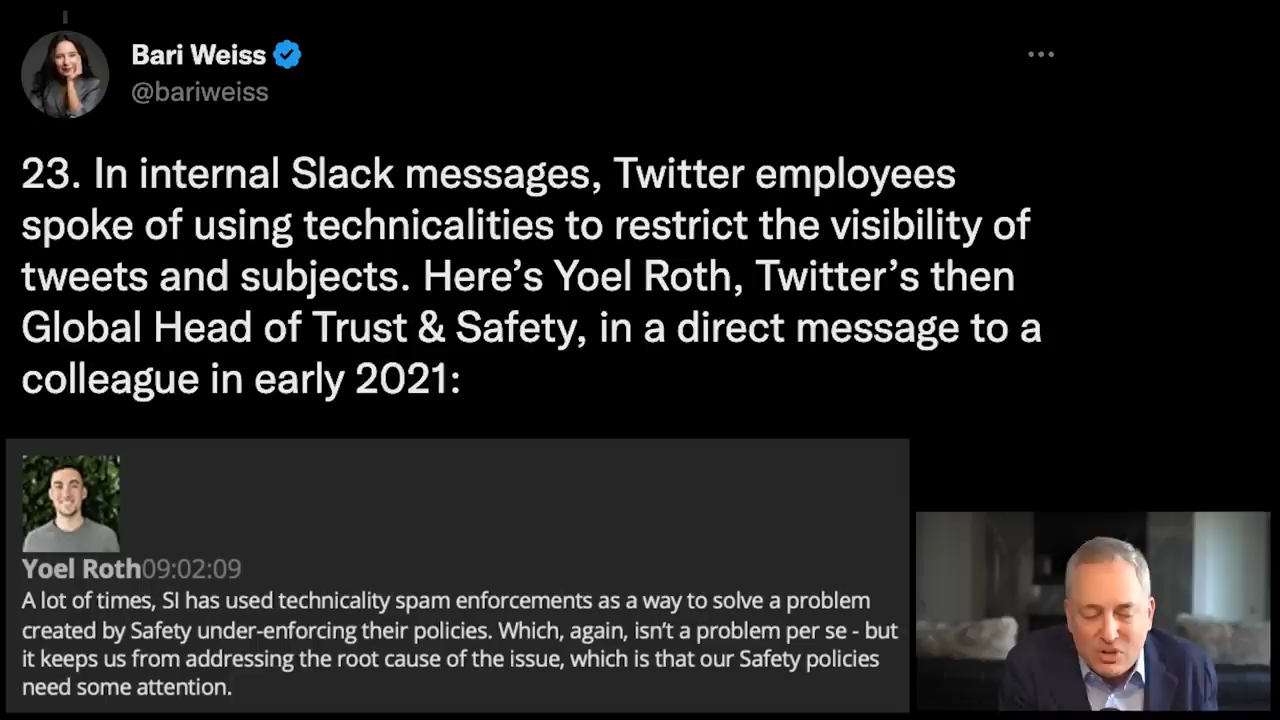 Bari Weiss
@bariweiss
23. In internal Slack messages, Twitter employees
spoke of using technicalities to restrict the visibility of
tweets and subjects. Here’s Yoel Roth, Twitter’s then
Global Head of Trust & Safety, in a direct message to a
colleague in early 2021:
Yoel Roth09:02:09
A lot of times, SI has used technicality spam enforcements as a way to solve a problem
created by Safety under-enforcing their policies. Which, again, isn’t a problem per se - but
it keeps us from addressing the root cause of the issue, which is that our Safety policies
need some attention.